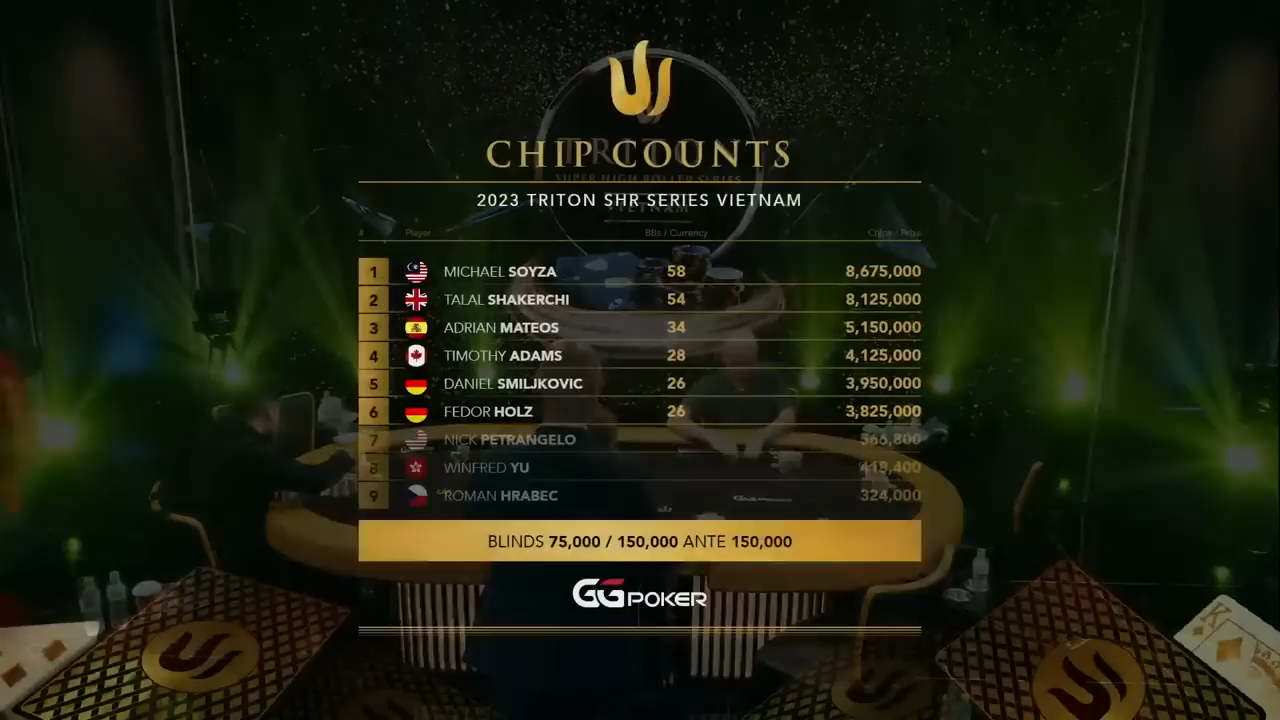 CHIP COUNTS
2023 TRITON SHR SERIES VIETNAM
# Player BBs / Currency Chips - Prize
1 MICHAEL SOYZA 58 8,675,000
2 TALAL SHAKERCHI 54 8,125,000
3 ADRIAN MATEOS 34 5,150,000
4 TIMOTHY ADAMS 28 4,125,000
5 DANIEL SMILJKOVIC 26 3,950,000
6 FEDOR HOLZ 26 3,825,000
7 NICK PETRANGELO
8 WINFRED YU
9 ROMAN HRABEC 324,000
BLINDS 75,000 / 150,000 ANTE 150,000
GGPOKER
K